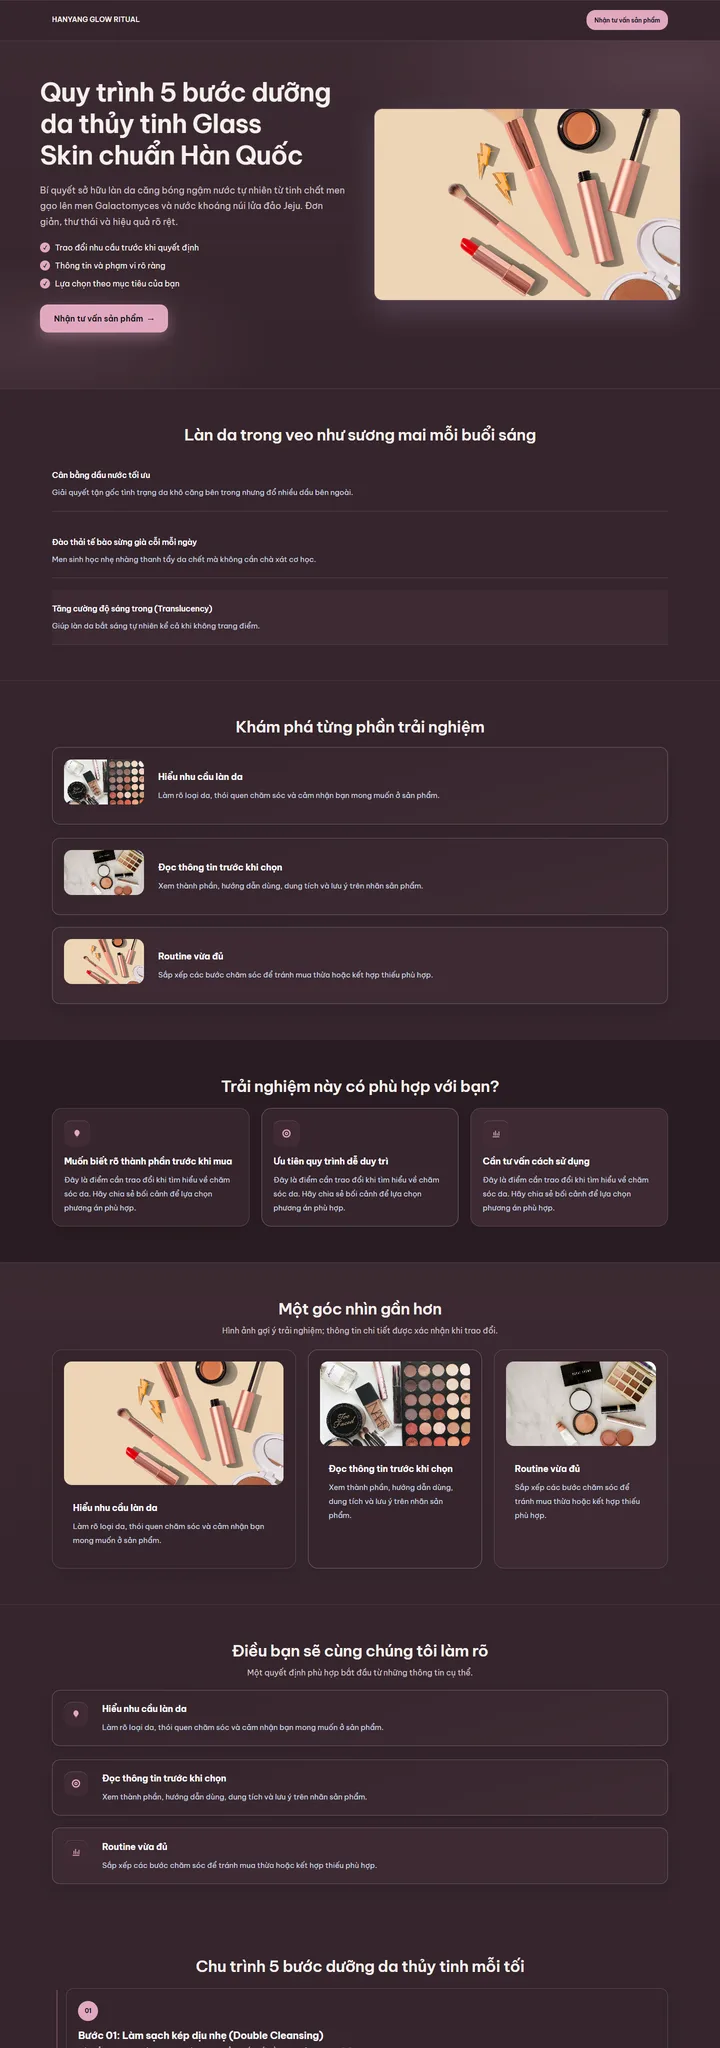 HANYANG GLOW RITUAL
Nhận tư vấn sản phẩm
Quy trình 5 bước dưỡng
da thủy tinh Glass
Skin chuẩn Hàn Quốc
Bí quyết sở hữu làn da căng bóng ngậm nước tự nhiên từ tinh chất men
gạo lên men Galactomyces và nước khoáng núi lửa đảo Jeju. Đơn
giản, thư thái và hiệu quả rõ rệt.
Trao đổi nhu cầu trước khi quyết định
Thông tin và phạm vi rõ ràng
Lựa chọn theo mục tiêu của bạn
Nhận tư vấn sản phẩm →
Làn da trong veo như sương mai mỗi buổi sáng
Cân bằng dầu nước tối ưu
Giải quyết tận gốc tình trạng da khô căng bên trong nhưng đổ nhiều dầu bên ngoài.
Đào thải tế bào sừng già cỗi mỗi ngày
Men sinh học nhẹ nhàng thanh tẩy da chết mà không cần chà xát cơ học.
Tăng cường độ sáng trong (Translucency)
Giúp làn da bắt sáng tự nhiên kể cả khi không trang điểm.
Khám phá từng phần trải nghiệm
Hiểu nhu cầu làn da
Làm rõ loại da, thói quen chăm sóc và cảm nhận bạn mong muốn ở sản phẩm.
Đọc thông tin trước khi chọn
Xem thành phần, hướng dẫn dùng, dung tích và lưu ý trên nhãn sản phẩm.
Routine vừa đủ
Sắp xếp các bước chăm sóc để tránh mua thừa hoặc kết hợp thiếu phù hợp.
Trải nghiệm này có phù hợp với bạn?
Muốn biết rõ thành phần trước khi mua
Đây là điểm cần trao đổi khi tìm hiểu về chăm
sóc da. Hãy chia sẻ bối cảnh để lựa chọn
phương án phù hợp.
Ưu tiên quy trình dễ duy trì
Đây là điểm cần trao đổi khi tìm hiểu về chăm
sóc da. Hãy chia sẻ bối cảnh để lựa chọn
phương án phù hợp.
Cần tư vấn cách sử dụng
Đây là điểm cần trao đổi khi tìm hiểu về chăm
sóc da. Hãy chia sẻ bối cảnh để lựa chọn
phương án phù hợp.
Một góc nhìn gần hơn
Hình ảnh gợi ý trải nghiệm; thông tin chi tiết được xác nhận khi trao đổi.
Hiểu nhu cầu làn da
Làm rõ loại da, thói quen chăm sóc và cảm nhận bạn
mong muốn ở sản phẩm.
Đọc thông tin trước khi chọn
Xem thành phần, hướng dẫn dùng,
dung tích và lưu ý trên nhãn sản
phẩm.
Routine vừa đủ
Sắp xếp các bước chăm sóc để
tránh mua thừa hoặc kết hợp thiếu
phù hợp.
Điều bạn sẽ cùng chúng tôi làm rõ
Một quyết định phù hợp bắt đầu từ những thông tin cụ thể.
Hiểu nhu cầu làn da
Làm rõ loại da, thói quen chăm sóc và cảm nhận bạn mong muốn ở sản phẩm.
Đọc thông tin trước khi chọn
Xem thành phần, hướng dẫn dùng, dung tích và lưu ý trên nhãn sản phẩm.
Routine vừa đủ
Sắp xếp các bước chăm sóc để tránh mua thừa hoặc kết hợp thiếu phù hợp.
Chu trình 5 bước dưỡng da thủy tinh mỗi tối
01
Bước 01: Làm sạch kép dịu nhẹ (Double Cleansing)